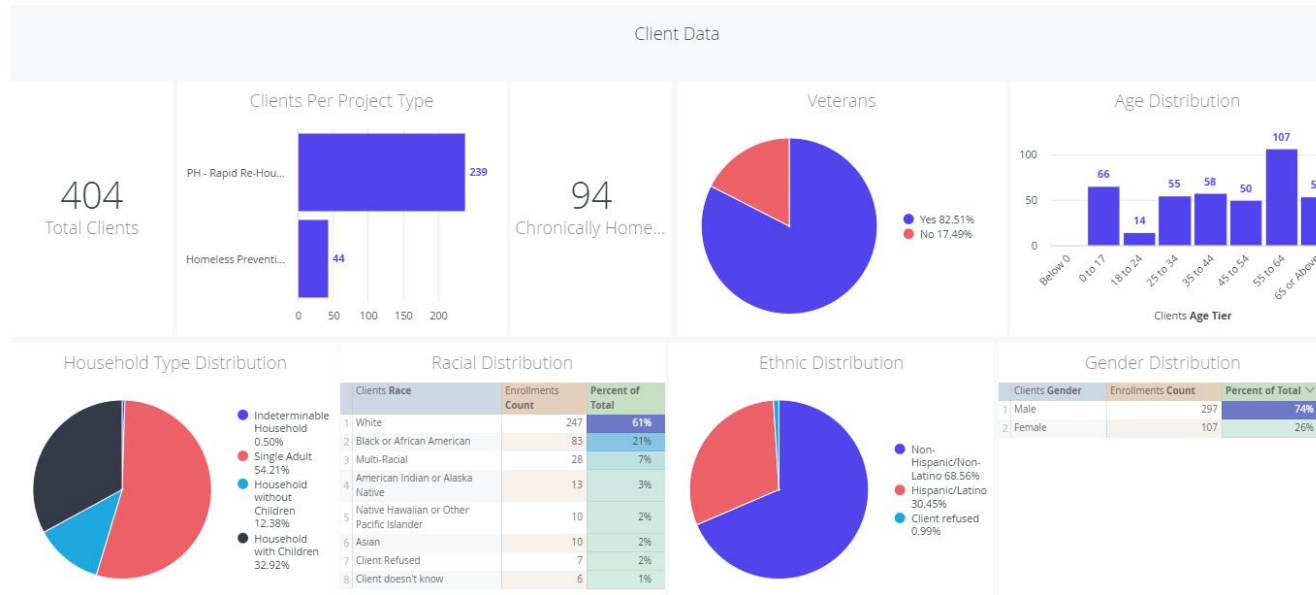 Client Data
404
Total Clients
Clients Per Project Type
PH - Rapid Re-Hou...
239
Homeless Preventi...
44
0 50 100 150 200
94
Chronically Home...
Veterans
Yes 82.51%
No 17.49%
Age Distribution
100
50
0
66
14
55
58
50
107
5
Below 0
0 to 17
18 to 24
25 to 34
35 to 44
45 to 54
55 to 64
65 or Above
Clients Age Tier
Household Type Distribution
Indeterminable
Household
0.50%
Single Adult
54.21%
Household
without
Children
12.38%
Household
with Children
32.92%
Racial Distribution
Clients Race Enrollments Count Percent of Total
1 White 247 61%
2 Black or African American 83 21%
3 Multi-Racial 28 7%
4 American Indian or Alaska Native 13 3%
5 Native Hawaiian or Other Pacific Islander 10 2%
6 Asian 10 2%
7 Client Refused 7 2%
8 Client doesn't know 6 1%
Ethnic Distribution
Non-
Hispanic/Non-
Latino 68.56%
Hispanic/Latino
30.45%
Client refused
0.99%
Gender Distribution
Clients Gender Enrollments Count Percent of Total
1 Male 297 74%
2 Female 107 26%